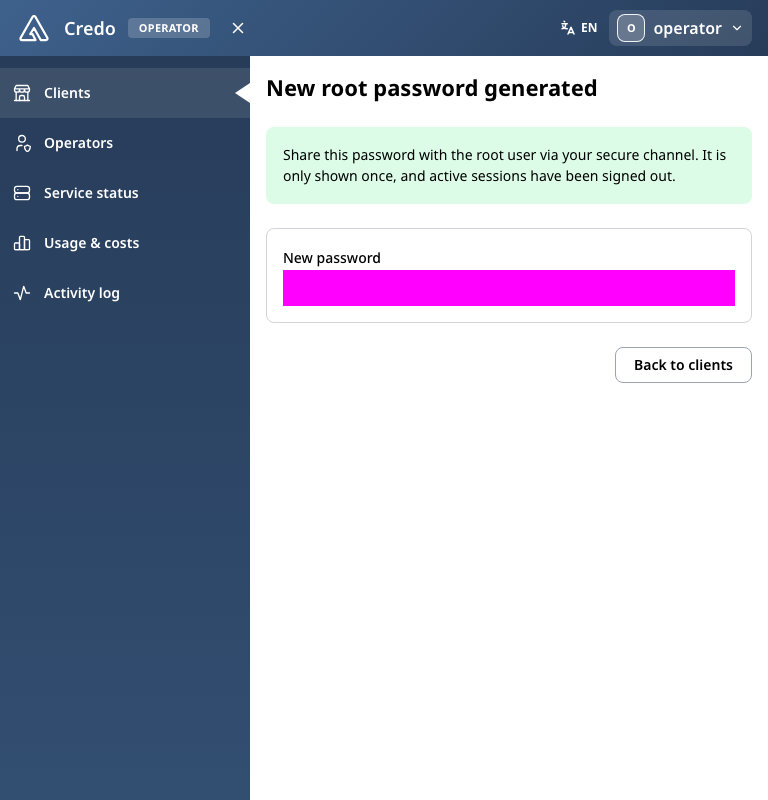 Credo
OPERATOR
EN
O
operator
Clients
Operators
Service status
Usage & costs
Activity log
New root password generated
Share this password with the root user via your secure channel. It is
only shown once, and active sessions have been signed out.
New password
Back to clients